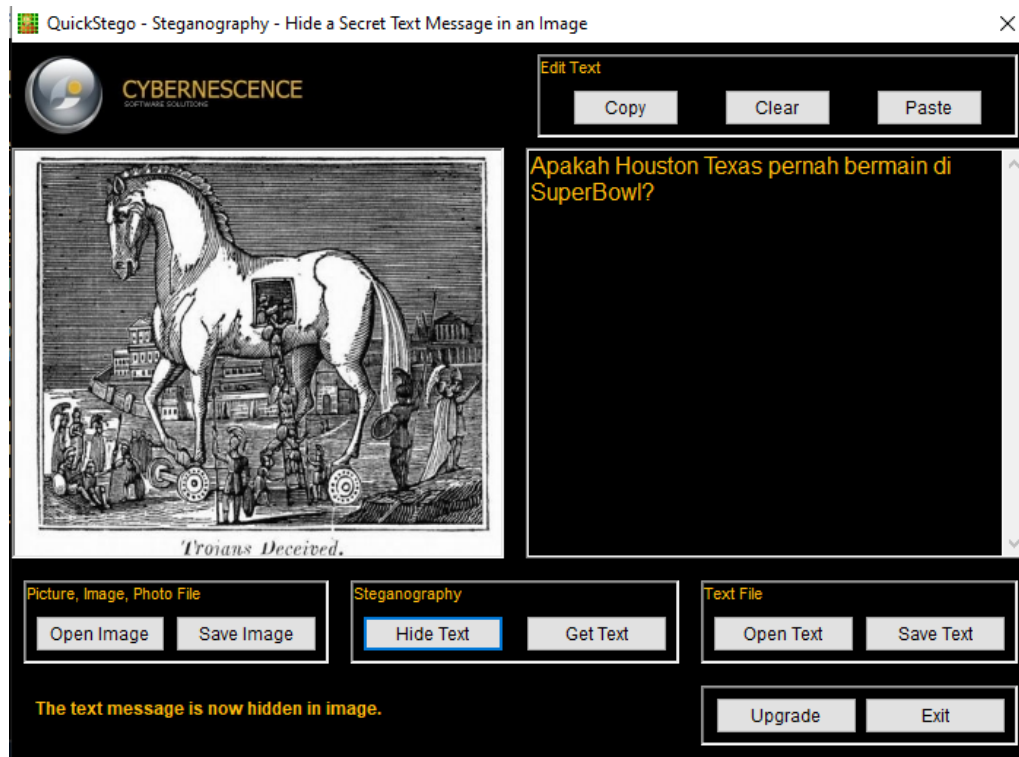 QuickStego - Steganography - Hide a Secret Text Message in an Image
CYBERNESCENCE
SOFTWARE SOLUTIONS
Edit Text
Copy
Clear
Paste
Apakah Houston Texas pernah bermain di
SuperBowl?
Trojans Deceived.
Picture, Image, Photo File
Open Image
Save Image
Steganography
Hide Text
Get Text
Text File
Open Text
Save Text
The text message is now hidden in image.
Upgrade
Exit